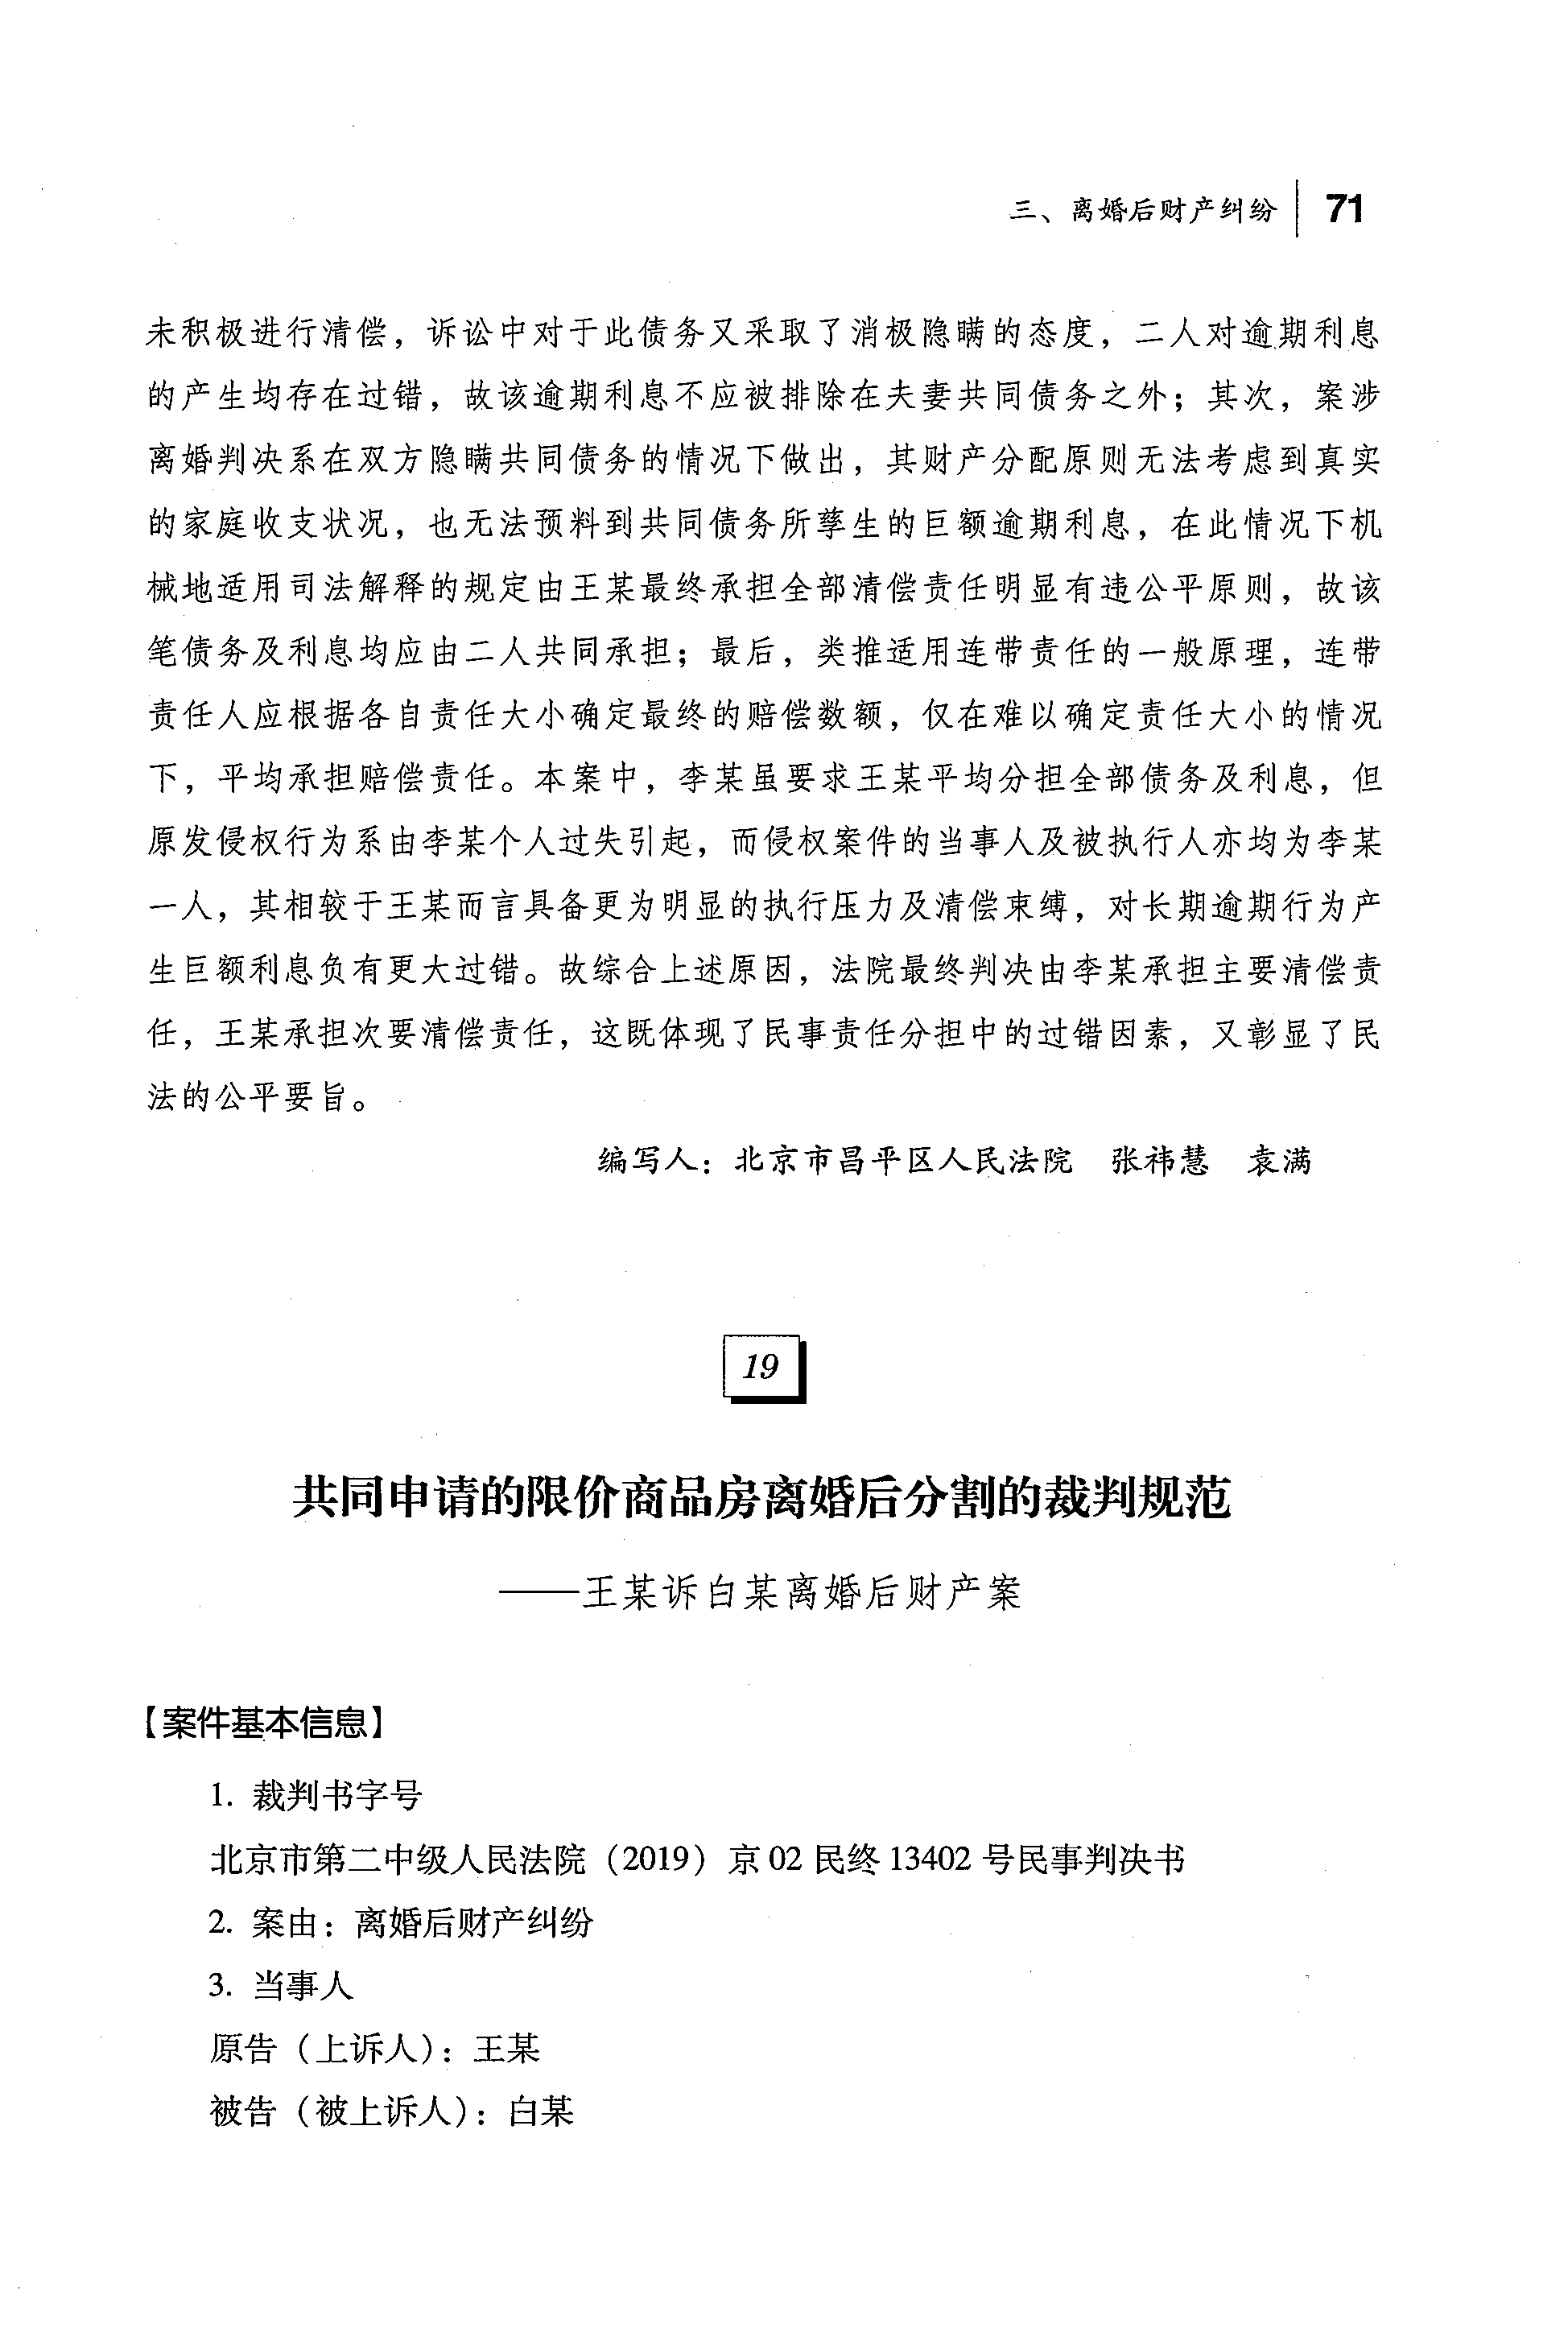 三、离婚后财产纠纷 71
未积极进行清偿，诉讼中对于此债务又采取了消极隐瞒的态度，二人对逾期利息
的产生均存在过错，故该逾期利息不应被排除在夫妻共同债务之外；其次，案涉
离婚判决系在双方隐瞒共同债务的情况下做出，其财产分配原则无法考虑到真实
的家庭收支状况，也无法预料到共同债务所孳生的巨额逾期利息，在此情况下机
械地适用司法解释的规定由王某最终承担全部清偿责任明显有违公平原则，故该
笔债务及利息均应由二人共同承担；最后，类推适用连带责任的一般原理，连带
责任人应根据各自责任大小确定最终的赔偿数额，仅在难以确定责任大小的情况
下，平均承担赔偿责任。本案中，李某虽要求王某平均分担全部债务及利息，但
原发侵权行为系由李某个人过失引起，而侵权案件的当事人及被执行人亦均为李某
一人，其相较于王某而言具备更为明显的执行压力及清偿束缚，对长期逾期行为产
生巨额利息负有更大过错。故综合上述原因，法院最终判决由李某承担主要清偿责
任，王某承担次要清偿责任，这既体现了民事责任分担中的过错因素，又彰显了民
法的公平要旨。
编写人：北京市昌平区人民法院 张祎慧 袁满
19
共同申请的限价商品房离婚后分割的裁判规范
——王某诉白某离婚后财产案
【案件基本信息】
1. 裁判书字号
北京市第二中级人民法院（2019）京 02 民终 13402 号民事判决书
2. 案由：离婚后财产纠纷
3. 当事人
原告（上诉人）：王某
被告（被上诉人）：白某